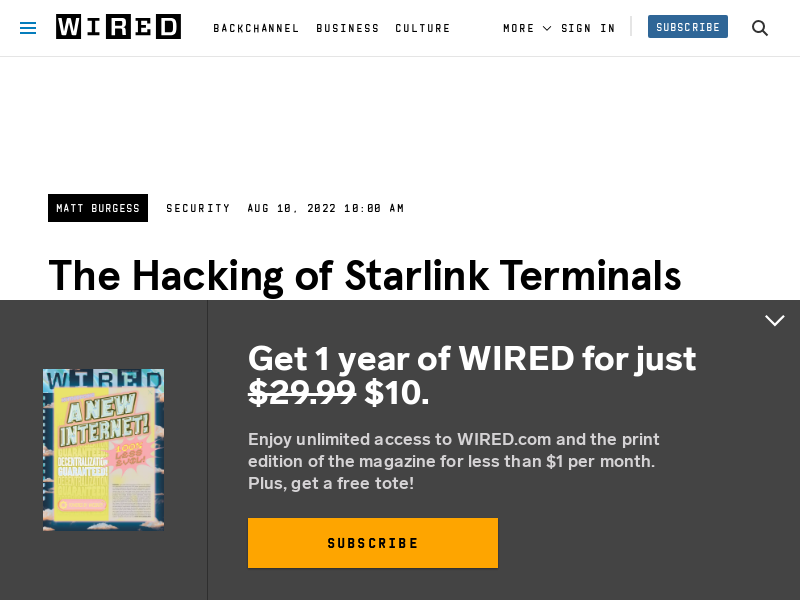 WIRED
BACKCHANNEL BUSINESS CULTURE MORE SIGN IN SUBSCRIBE
MATT BURGESS SECURITY AUG 10, 2022 10:00 AM
The Hacking of Starlink Terminals
Get 1 year of WIRED for just
$29.99 $10.
WIRED
A NEW
INTERNET!
Enjoy unlimited access to WIRED.com and the print
edition of the magazine for less than $1 per month.
Plus, get a free tote!
SUBSCRIBE